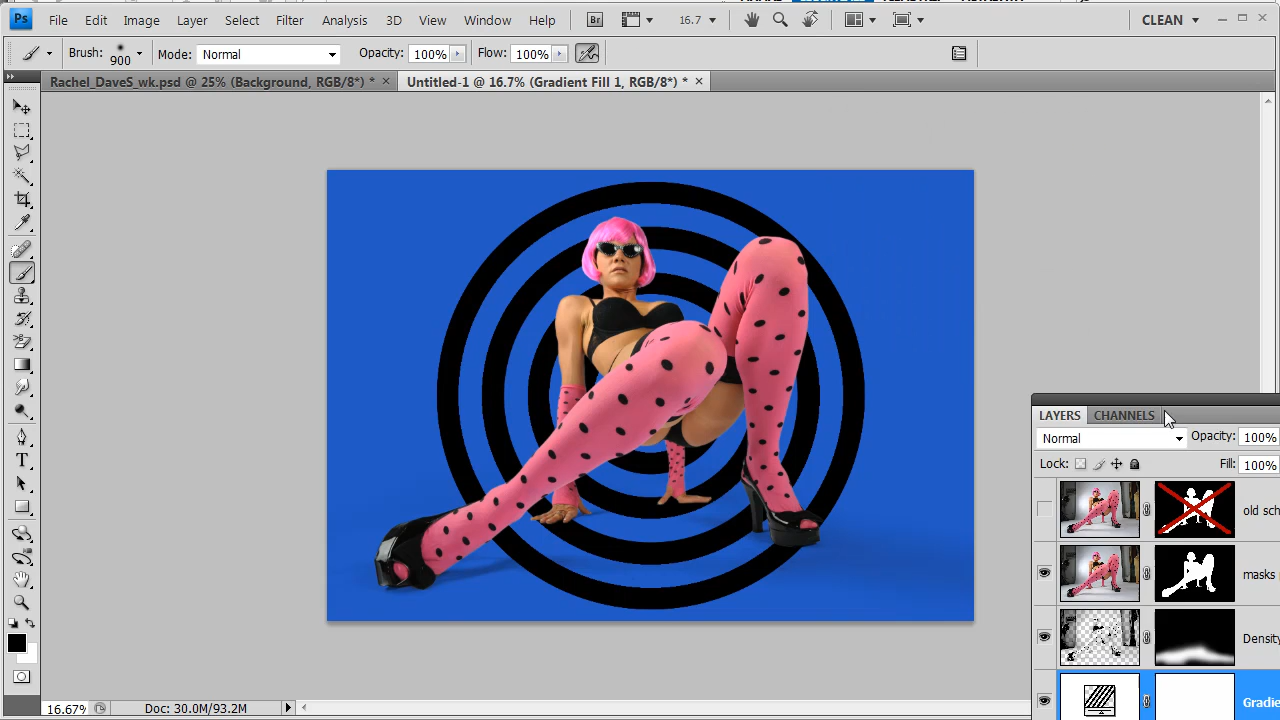 Ps File Edit Image Layer Select Filter Analysis 3D View Window Help Br 16.7 CLEAN
Brush: 900 Mode: Normal Opacity: 100% Flow: 100%
Rachel_DaveS_wk.psd @ 25% (Background, RGB/8*) * × Untitled-1 @ 16.7% (Gradient Fill 1, RGB/8*) * ×
LAYERS CHANNELS
Normal Opacity: 100%
Lock: Fill: 100%
old sch
masks
Density
Gradie
T
16.67% Doc: 30.0M/93.2M